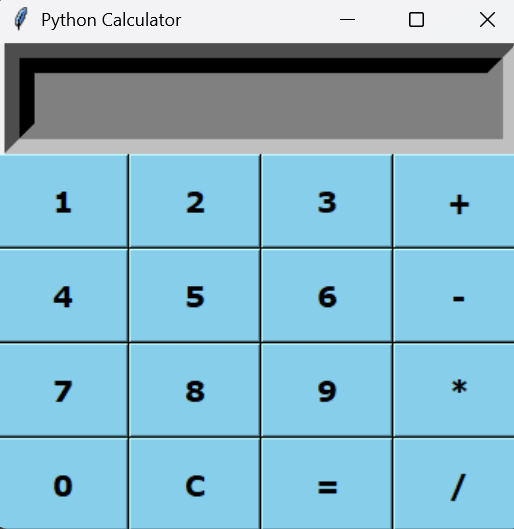 Python Calculator
1 2 3 +
4 5 6 -
7 8 9 *
0 C = /